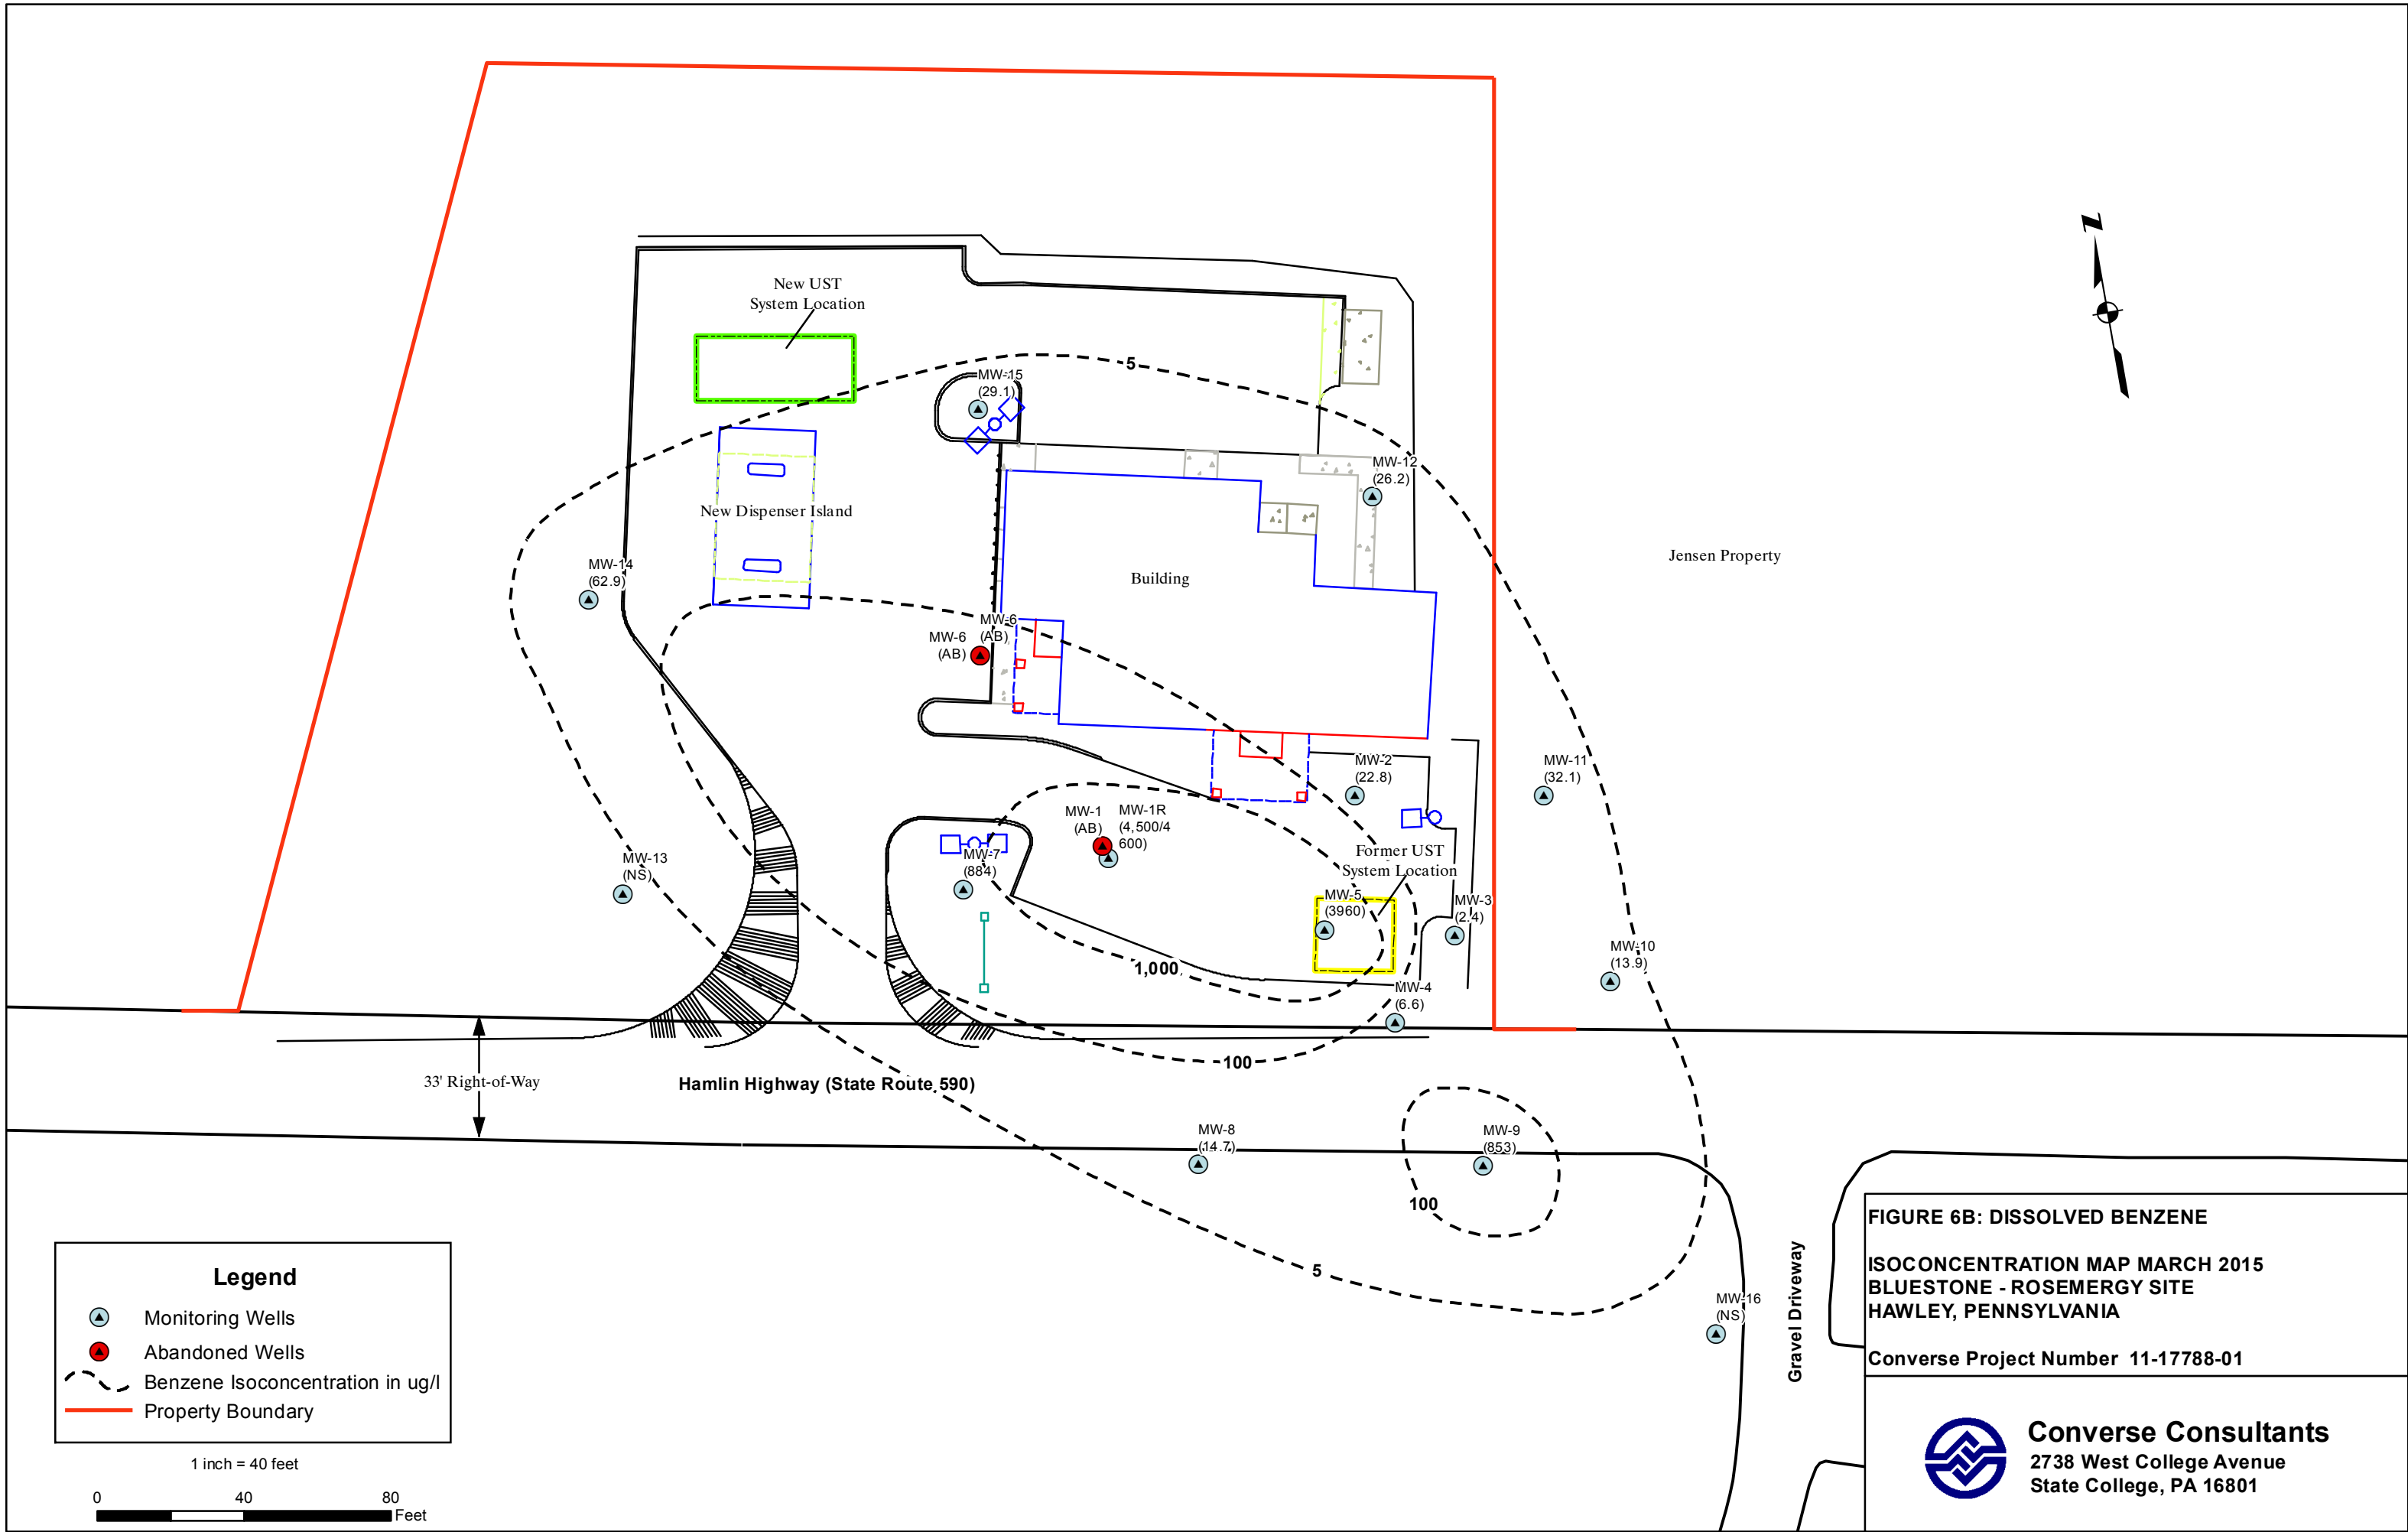 N
New UST
System Location
5
MW-15
(29.1)
MW-12
(26.2)
New Dispenser Island
Jensen Property
MW-14
(62.9)
Building
MW-6
(AB)
MW-6
(AB)
MW-2
(22.8)
MW-11
(32.1)
MW-1
(AB)
MW-1R
(4,500/4
600)
MW-7
(884)
Former UST
System Location
MW-13
(NS)
MW-5
(3960)
MW-3
(2.4)
MW-10
(13.9)
1,000
MW-4
(6.6)
100
33' Right-of-Way
Hamlin Highway (State Route 590)
MW-8
(14.7)
MW-9
(853)
100
5
MW-16
(NS)
Gravel Driveway
Legend
Monitoring Wells
Abandoned Wells
Benzene Isoconcentration in ug/l
Property Boundary
1 inch = 40 feet
0 40 80
Feet
FIGURE 6B: DISSOLVED BENZENE
ISOCONCENTRATION MAP MARCH 2015
BLUESTONE - ROSEMERGY SITE
HAWLEY, PENNSYLVANIA
Converse Project Number 11-17788-01
Converse Consultants
2738 West College Avenue
State College, PA 16801